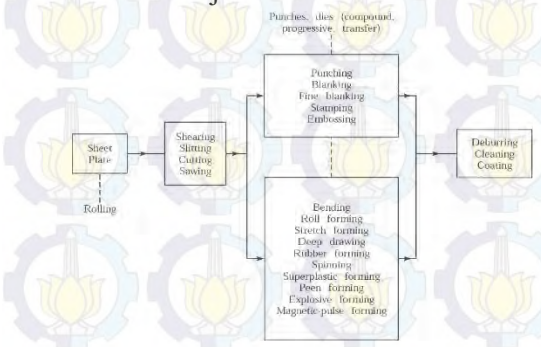 Punches, dies (compound,
progressive, transfer)
Punching
Blanking
Fine blanking
Stamping
Embossing
Sheet
Plate
Rolling
Shearing
Slitting
Cutting
Sawing
Bending
Roll forming
Stretch forming
Deep drawing
Rubber forming
Spinning
Superplastic forming
Peen forming
Explosive forming
Magnetic-pulse forming
Deburring
Cleaning
Coating